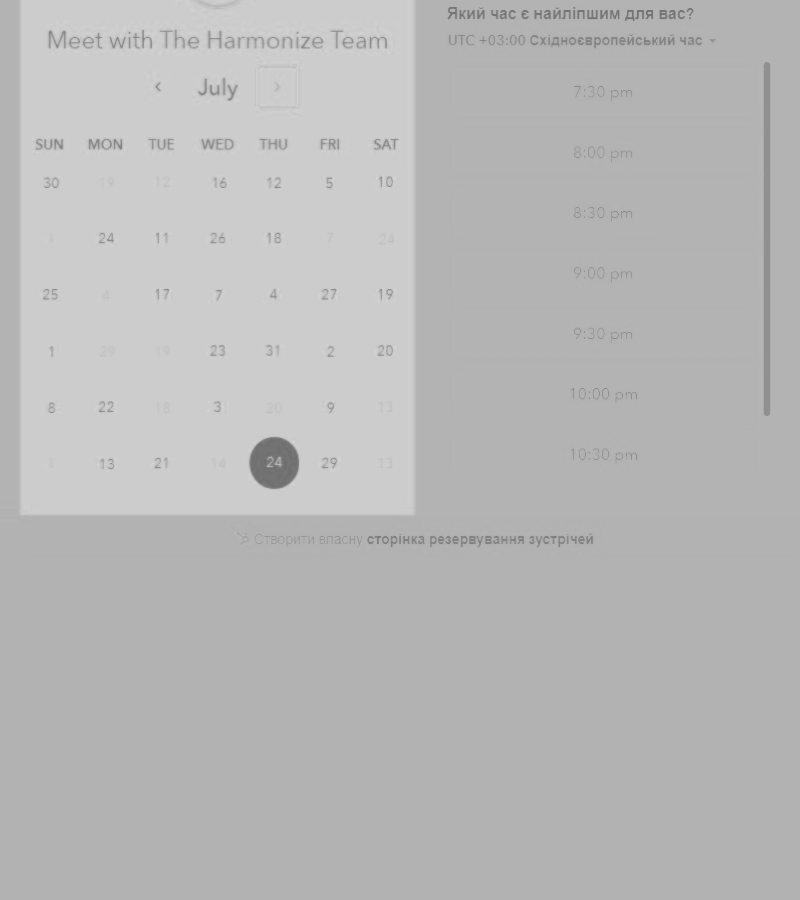 Meet with The Harmonize Team
July
SUN MON TUE WED THU FRI SAT
30 19 12 16 12 5 10
1 24 11 26 18 7 24
25 4 17 7 4 27 19
1 29 19 23 31 2 20
8 22 18 3 20 9 13
1 13 21 14 24 29 13
Який час є найліпшим для вас?
UTC +03:00 Східноєвропейський час
7:30 pm
8:00 pm
8:30 pm
9:00 pm
9:30 pm
10:00 pm
10:30 pm
Створити власну сторінка резервування зустрічей